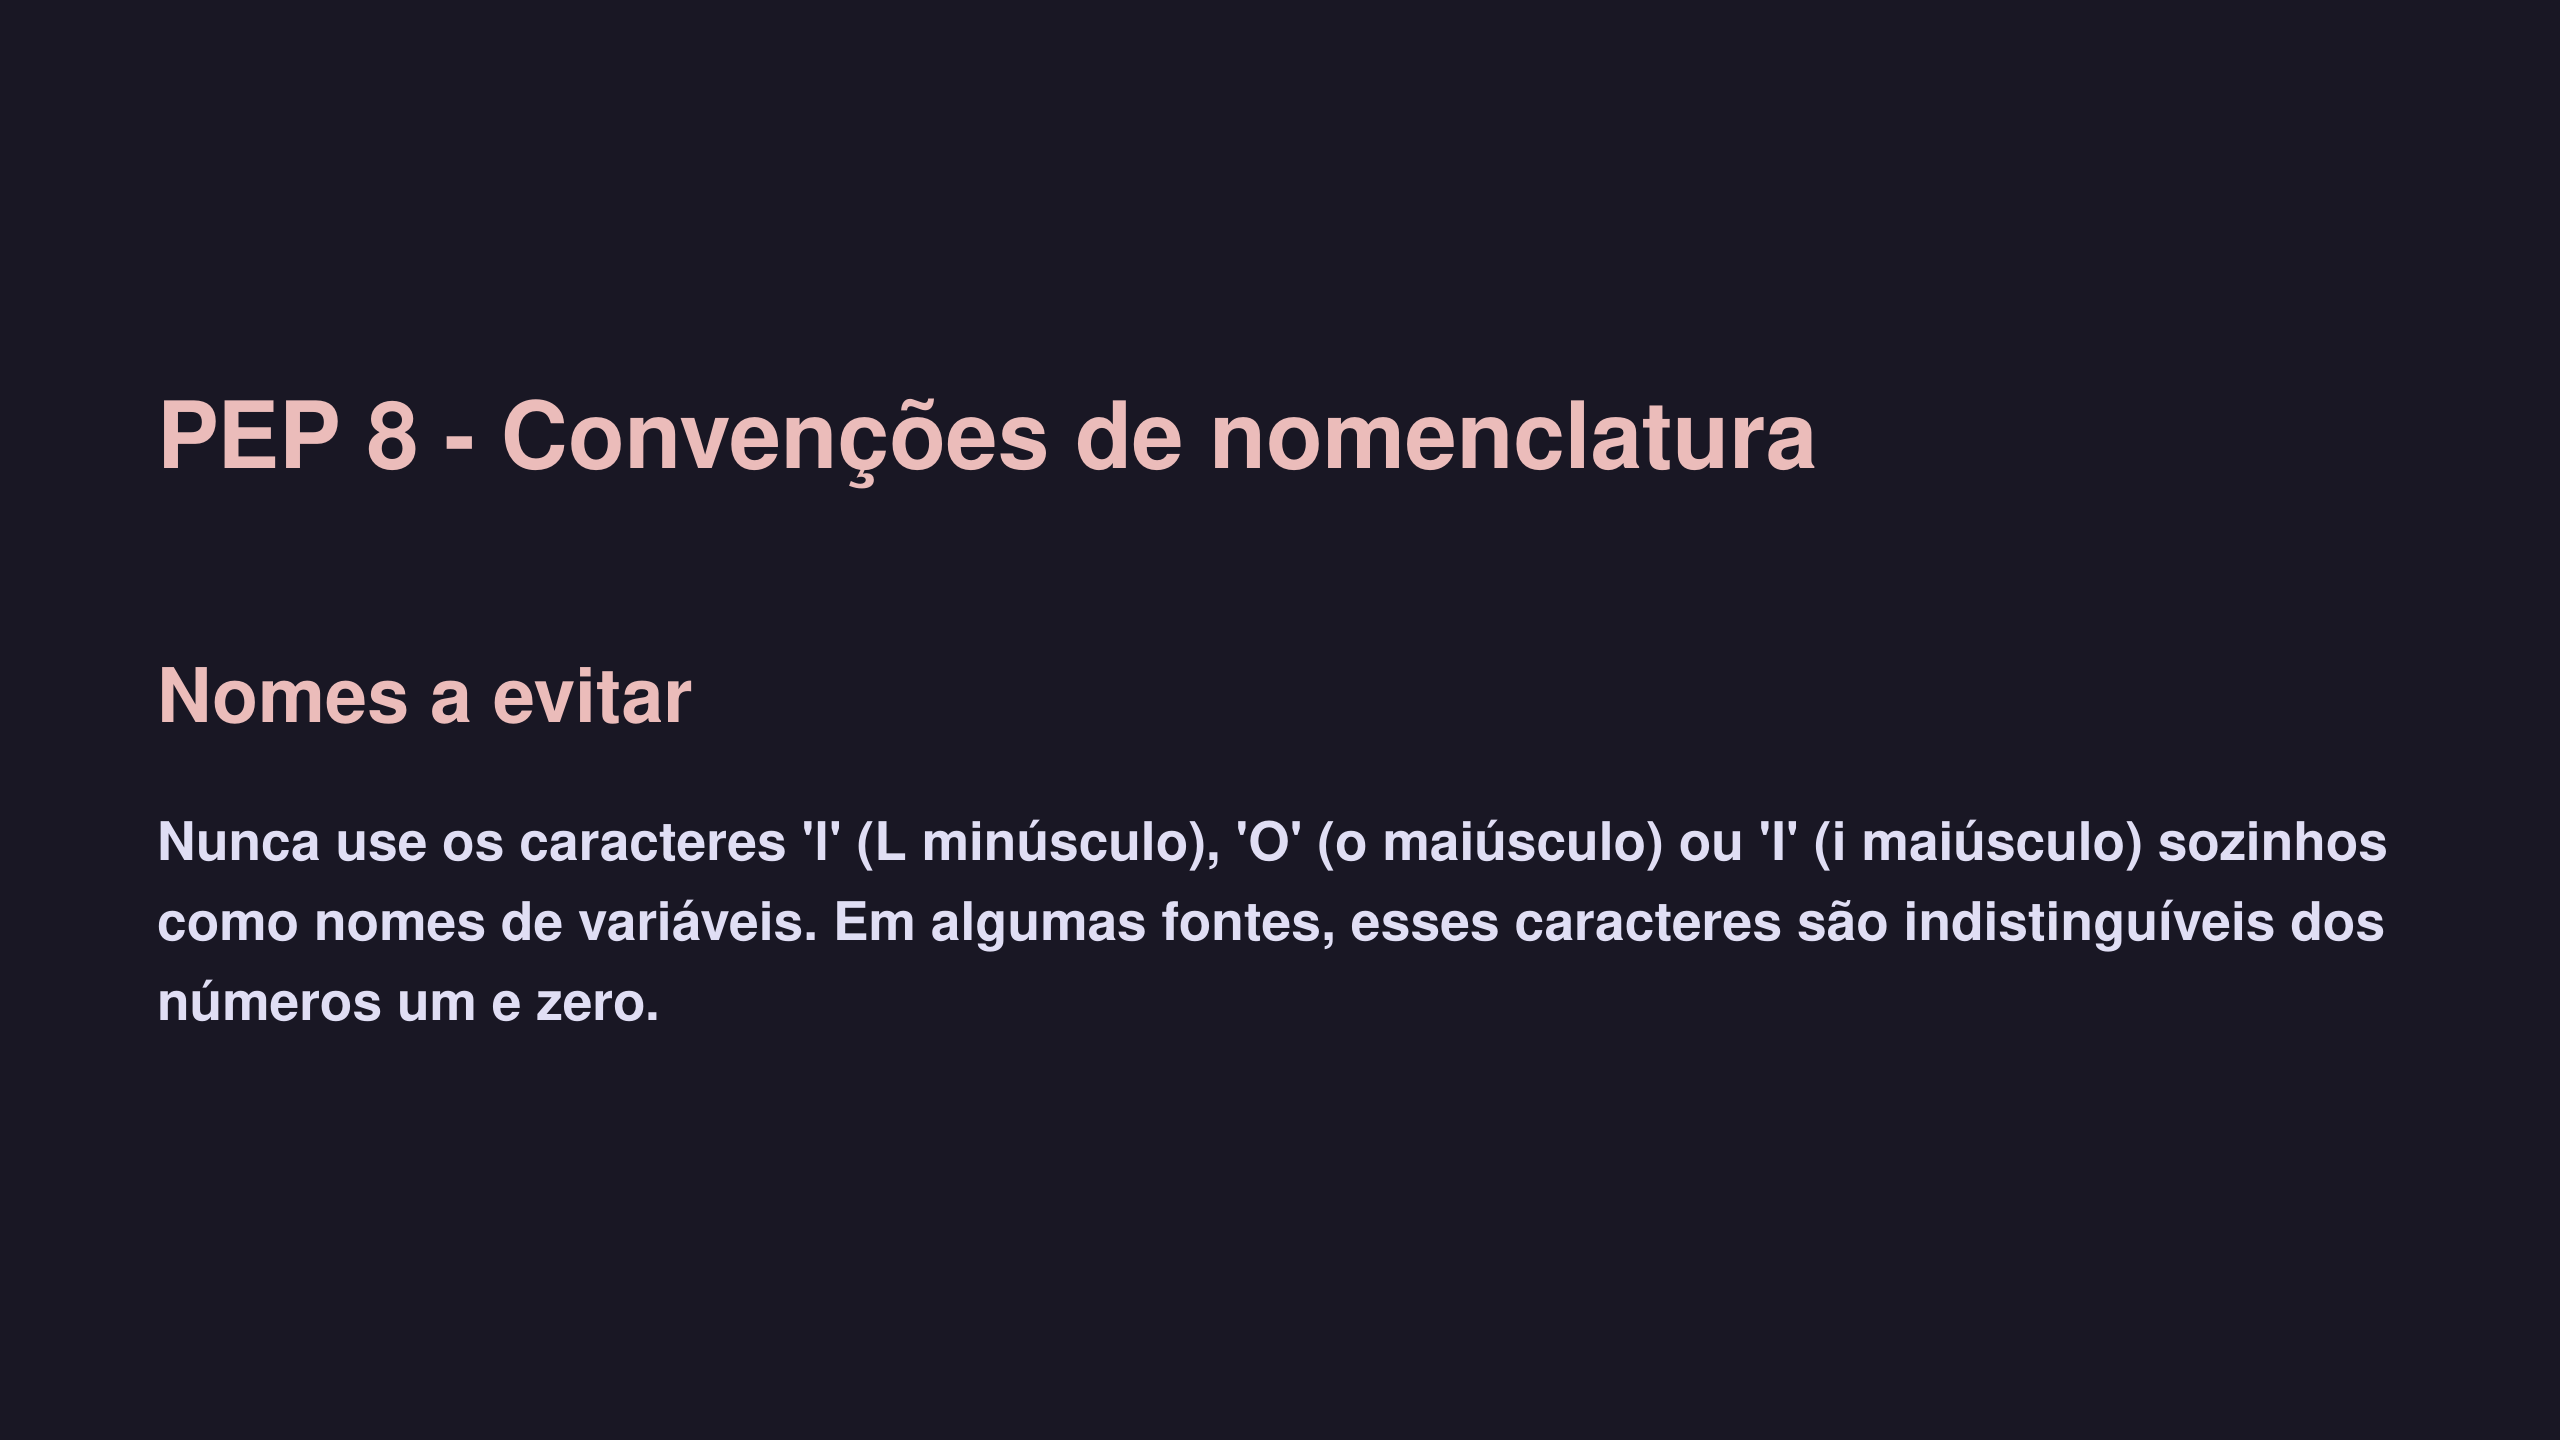 PEP 8 - Convenções de nomenclatura
Nomes a evitar
Nunca use os caracteres 'l' (L minúsculo), 'O' (o maiúsculo) ou 'I' (i maiúsculo) sozinhos
como nomes de variáveis. Em algumas fontes, esses caracteres são indistinguíveis dos
números um e zero.